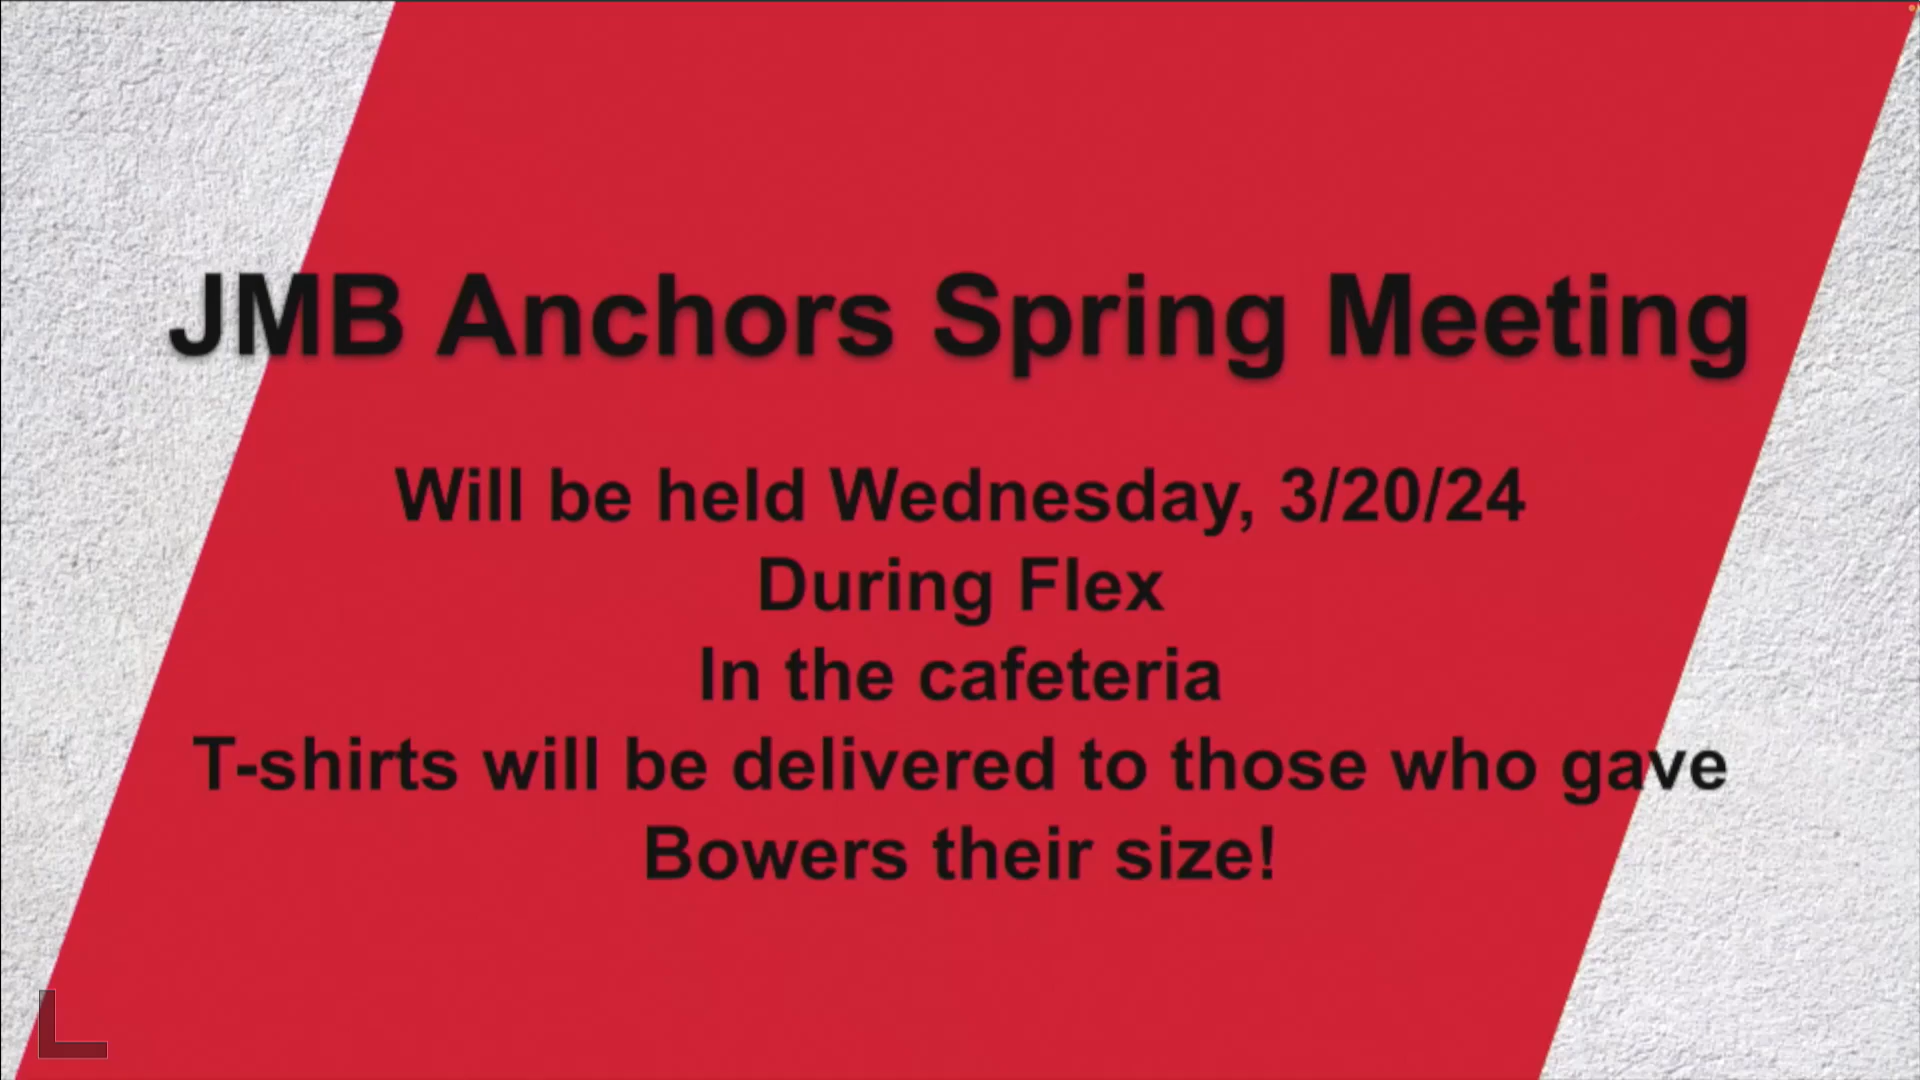 JMB Anchors Spring Meeting
Will be held Wednesday, 3/20/24
During Flex
In the cafeteria
T-shirts will be delivered to those who gave
Bowers their size!